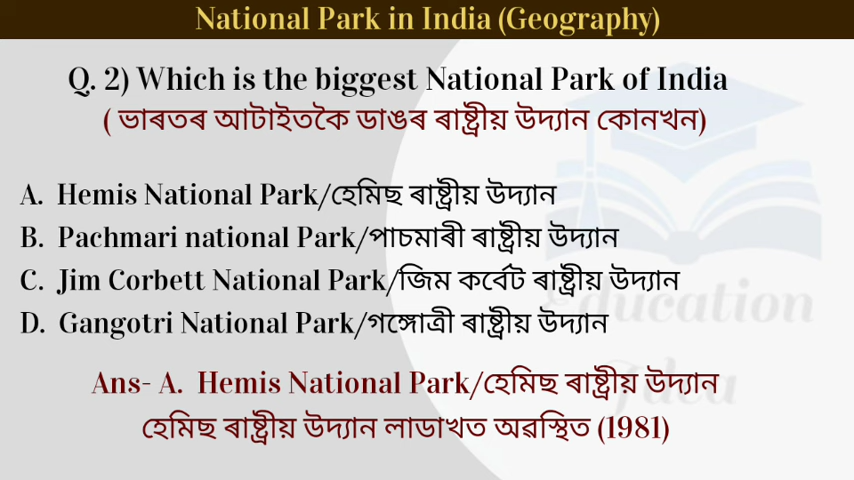 National Park in India (Geography)
Q. 2) Which is the biggest National Park of India
( ভাৰতৰ আটাইতকৈ ডাঙৰ ৰাষ্ট্ৰীয় উদ্যান কোনখন)
A. Hemis National Park/হেমিছ ৰাষ্ট্ৰীয় উদ্যান
B. Pachmari national Park/পাচমাৰী ৰাষ্ট্ৰীয় উদ্যান
C. Jim Corbett National Park/জিম কৰ্বেট ৰাষ্ট্ৰীয় উদ্যান
D. Gangotri National Park/গঙ্গোত্ৰী ৰাষ্ট্ৰীয় উদ্যান
Ans- A. Hemis National Park/হেমিছ ৰাষ্ট্ৰীয় উদ্যান
হেমিছ ৰাষ্ট্ৰীয় উদ্যান লাডাখত অৱস্থিত (1981)
Education
Idea